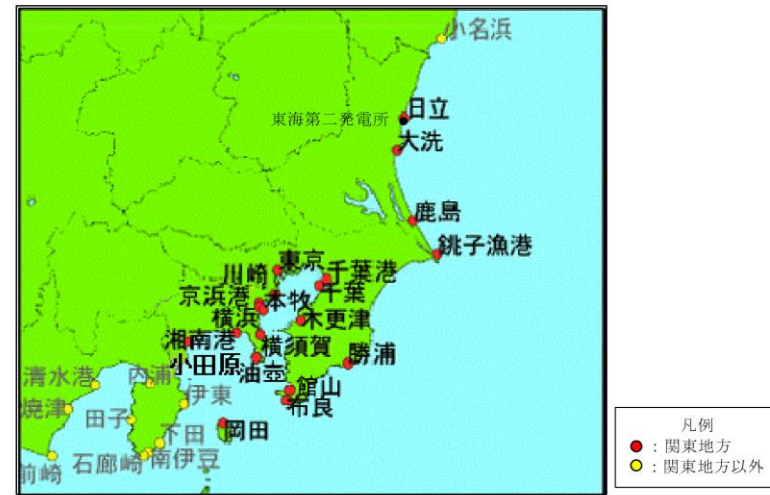 小名浜
日立
東海第二発電所
大洗
鹿島
銚子漁港
東京
川崎
千葉港
千葉
京浜港
本牧
横浜
木更津
湘南港
横須賀
小田原
油壺
勝浦
清水港
内浦
館山
伊東
布良
焼津
田子
岡田
下田
石廊崎
南伊豆
前崎
凡例
:関東地方
:関東地方以外